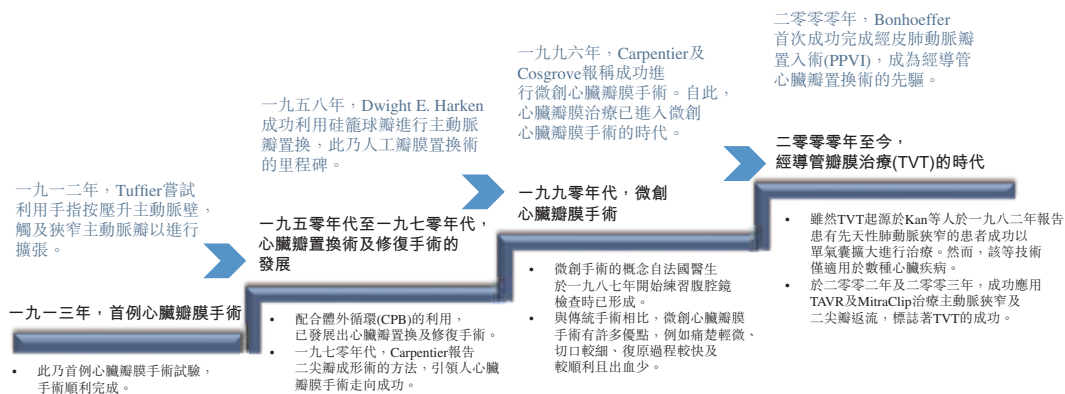 一九一二年，Tuffier嘗試
利用手指按壓升主動脈壁，
觸及狹窄主動脈瓣以進行
擴張。
一九一三年，首例心臟瓣膜手術
• 此乃首例心臟瓣膜手術試驗，
手術順利完成。
一九五八年，Dwight E. Harken
成功利用硅籠球瓣進行主動脈
瓣置換，此乃人工瓣膜置換術
的里程碑。
一九五零年代至一九七零年代，
心臟瓣置換術及修復手術的
發展
• 配合體外循環(CPB)的利用，
已發展出心臟瓣置換及修復手術。
• 一九七零年代，Carpentier報告
二尖瓣成形術的方法，引領人心臟
瓣膜手術走向成功。
一九九六年，Carpentier及
Cosgrove報稱成功進
行微創心臟瓣膜手術。自此，
心臟瓣膜治療已進入微創
心臟瓣膜手術的時代。
一九九零年代，微創
心臟瓣膜手術
• 微創手術的概念自法國醫生
於一九八七年開始練習腹腔鏡
檢查時已形成。
• 與傳統手術相比，微創心臟瓣膜
手術有許多優點，例如痛楚輕微、
切口較細、復原過程較快及
較順利且出血少。
二零零零年，Bonhoeffer
首次成功完成經皮肺動脈瓣
置入術(PPVI)，成為經導管
心臟瓣置換術的先驅。
二零零零年至今，
經導管瓣膜治療(TVT)的時代
• 雖然TVT起源於Kan等人於一九八二年報告
患有先天性肺動脈狹窄的患者成功以
單氣囊擴大進行治療。然而，該等技術
僅適用於數種心臟疾病。
• 於二零零二年及二零零三年，成功應用
TAVR及MitraClip治療主動脈狹窄及
二尖瓣返流，標誌著TVT的成功。